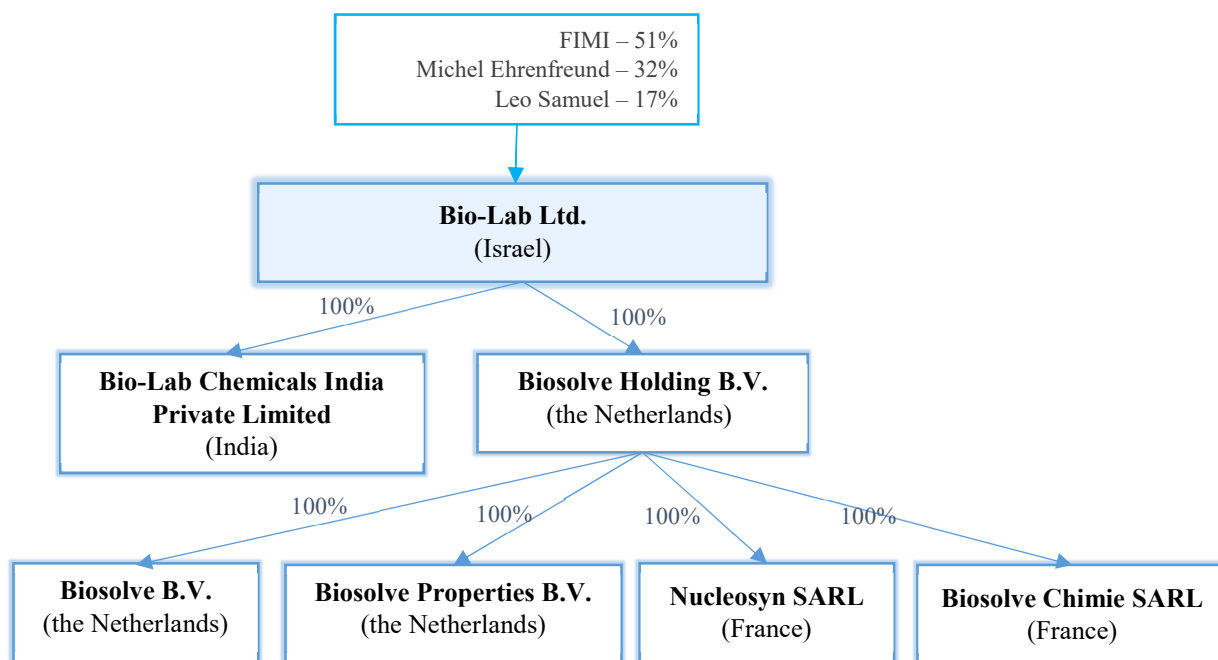 FIMI – 51%
Michel Ehrenfreund – 32%
Leo Samuel – 17%
Bio-Lab Ltd.
(Israel)
100%
100%
Bio-Lab Chemicals India
Private Limited
(India)
Biosolve Holding B.V.
(the Netherlands)
100%
100%
100%
100%
Biosolve B.V.
(the Netherlands)
Biosolve Properties B.V.
(the Netherlands)
Nucleosyn SARL
(France)
Biosolve Chimie SARL
(France)